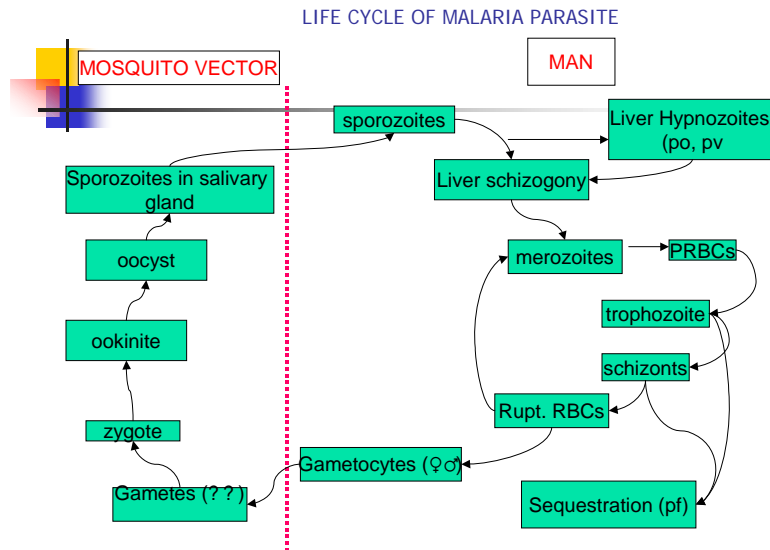 LIFE CYCLE OF MALARIA PARASITE
MOSQUITO VECTOR
MAN
sporozoites
Liver Hypnozoites
(po, pv
Sporozoites in salivary
gland
Liver schizogony
oocyst
merozoites
PRBCs
trophozoite
ookinite
schizonts
Rupt. RBCs
zygote
Gametocytes (♀♂)
Gametes (? ?)
Sequestration (pf)